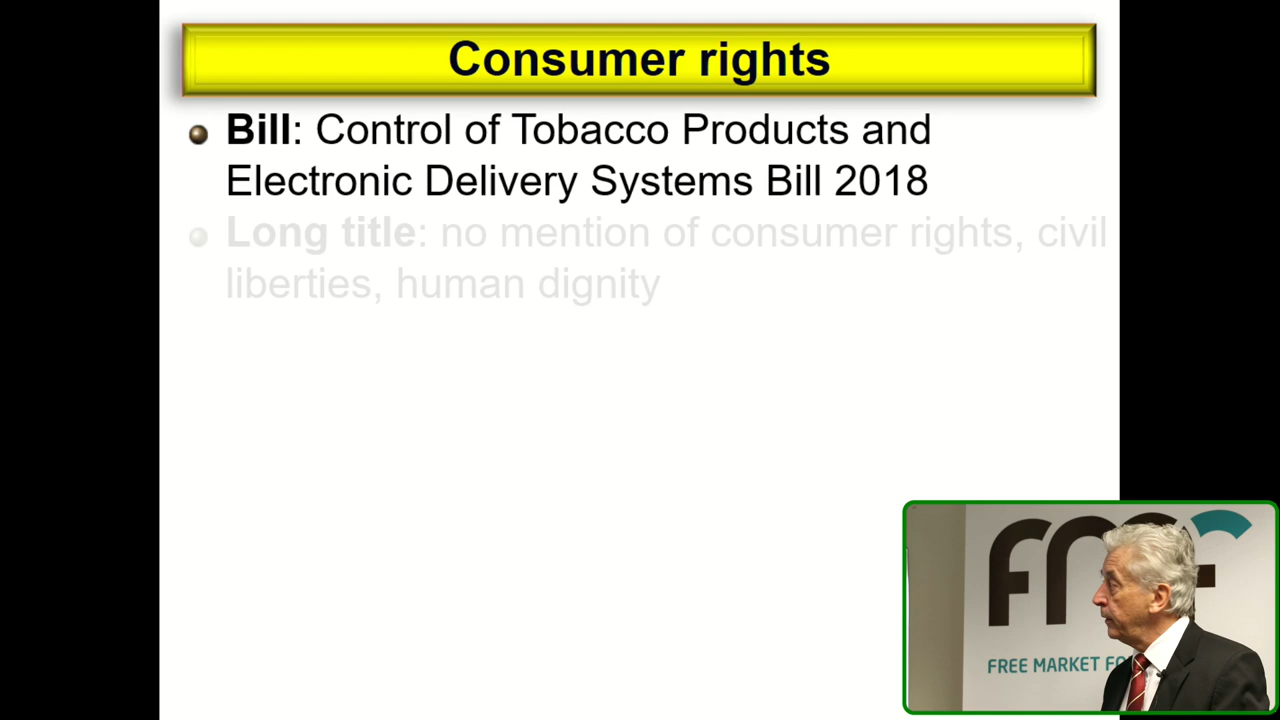 Consumer rights
Bill: Control of Tobacco Products and
Electronic Delivery Systems Bill 2018
Long title: no mention of consumer rights, civil
liberties, human dignity
FMF
FREE MARKET FO